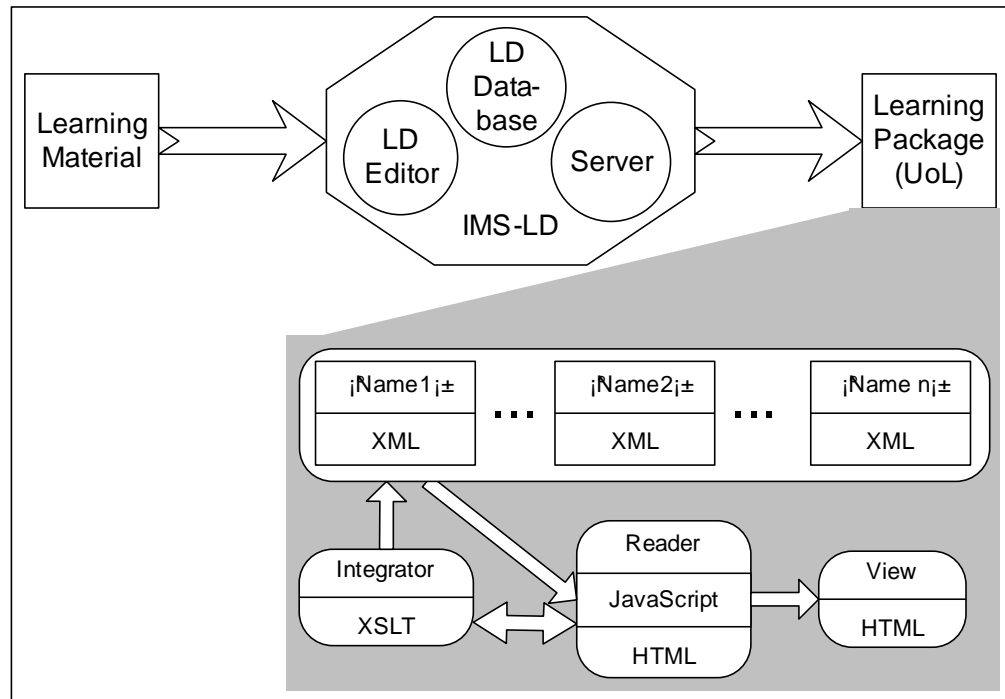 Learning
Material
LD
Data-
base
LD
Editor
Server
IMS-LD
Learning
Package
(UoL)
¡°Name1¡±
XML
...
¡°Name2¡±
XML
...
¡°Name n¡±
XML
Integrator
XSLT
Reader
JavaScript
HTML
View
HTML